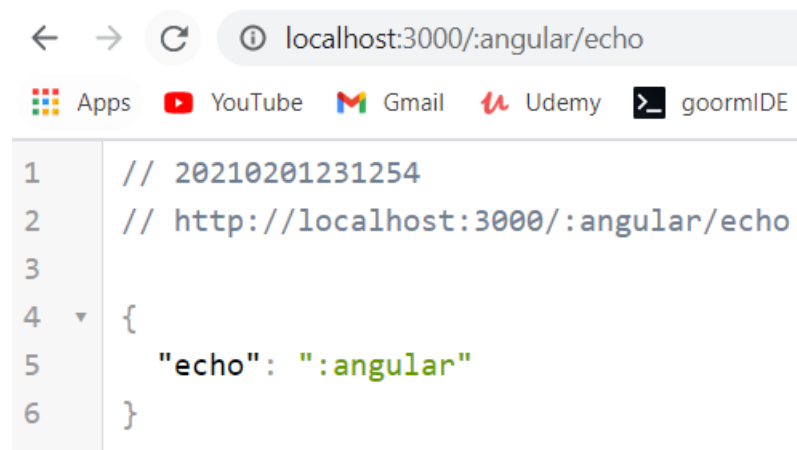 localhost:3000/:angular/echo
Apps YouTube Gmail Udemy goormIDE
1 // 20210201231254
2 // http://localhost:3000/:angular/echo
3
4 {
5 "echo": ":angular"
6 }